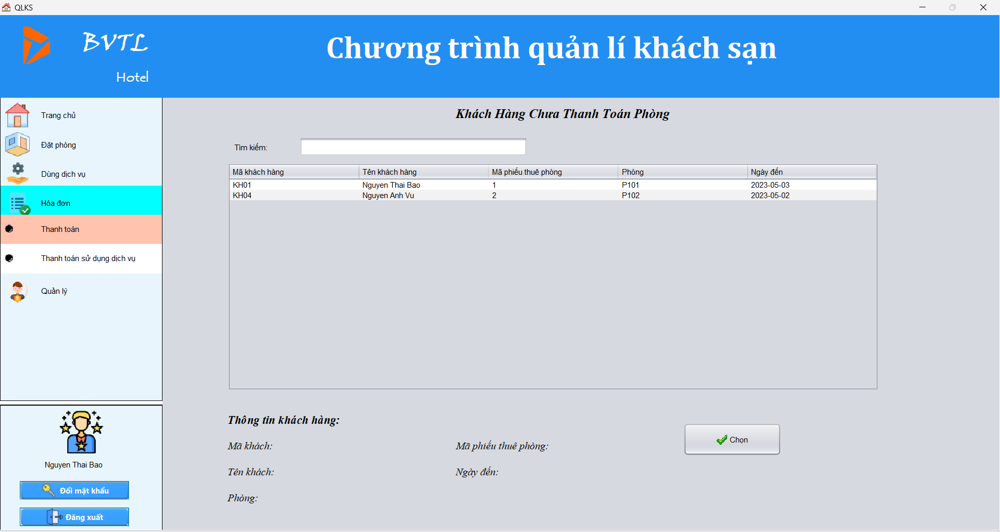 QLKS
BVTL
Hotel
Chương trình quản lí khách sạn
Trang chủ
Đặt phòng
Dùng dịch vụ
Hóa đơn
Thanh toán
Thanh toán sử dụng dịch vụ
Quản lý
Nguyen Thai Bao
Đổi mật khẩu
Đăng xuất
Khách Hàng Chưa Thanh Toán Phòng
Tìm kiếm:
Mã khách hàng Tên khách hàng Mã phiếu thuê phòng Phòng Ngày đến
KH01 Nguyen Thai Bao 1 P101 2023-05-03
KH04 Nguyen Anh Vu 2 P102 2023-05-02
Thông tin khách hàng:
Mã khách: Mã phiếu thuê phòng:
Tên khách: Ngày đến:
Phòng:
Chọn